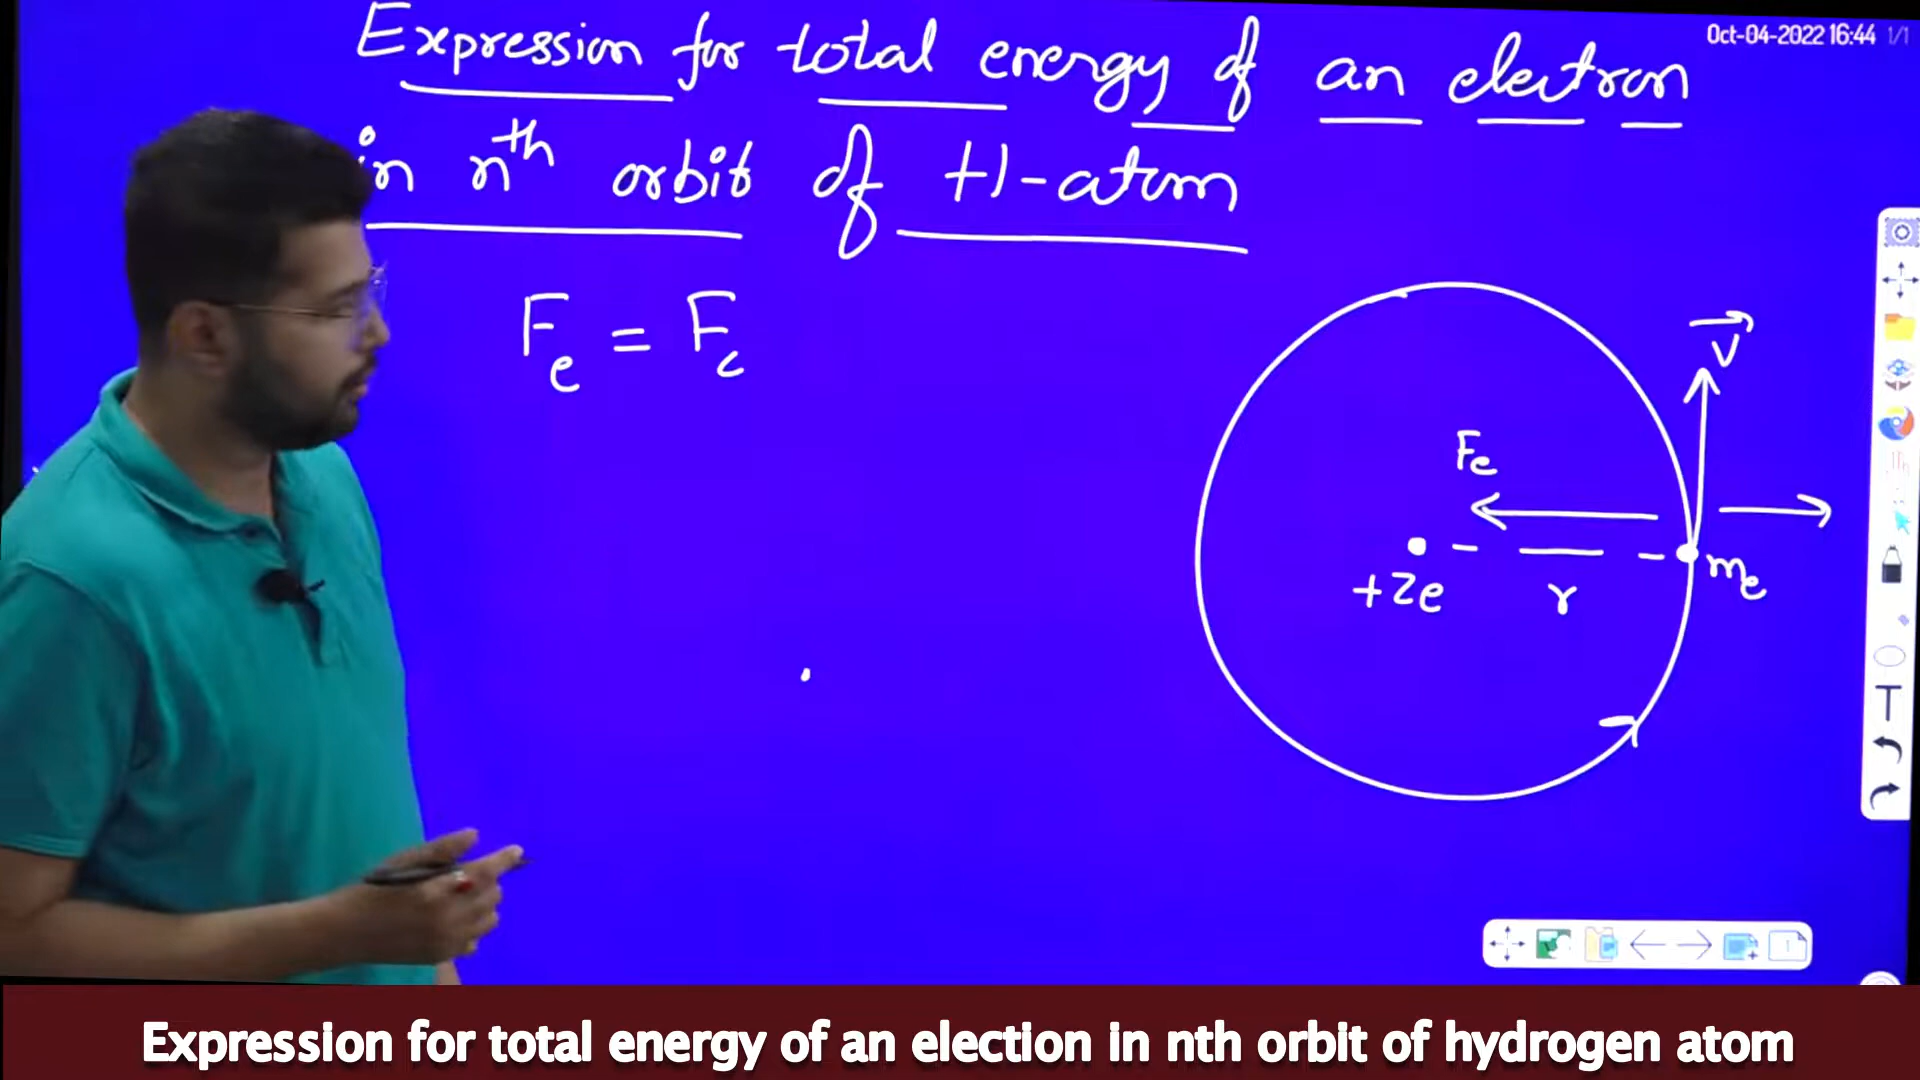 Oct-04-2022 16:44 1/1
Expression for total energy of an electron
in nth orbit of H-atom
Fe = Fc
V
Fe
+Ze
r
me
T
Expression for total energy of an election in nth orbit of hydrogen atom